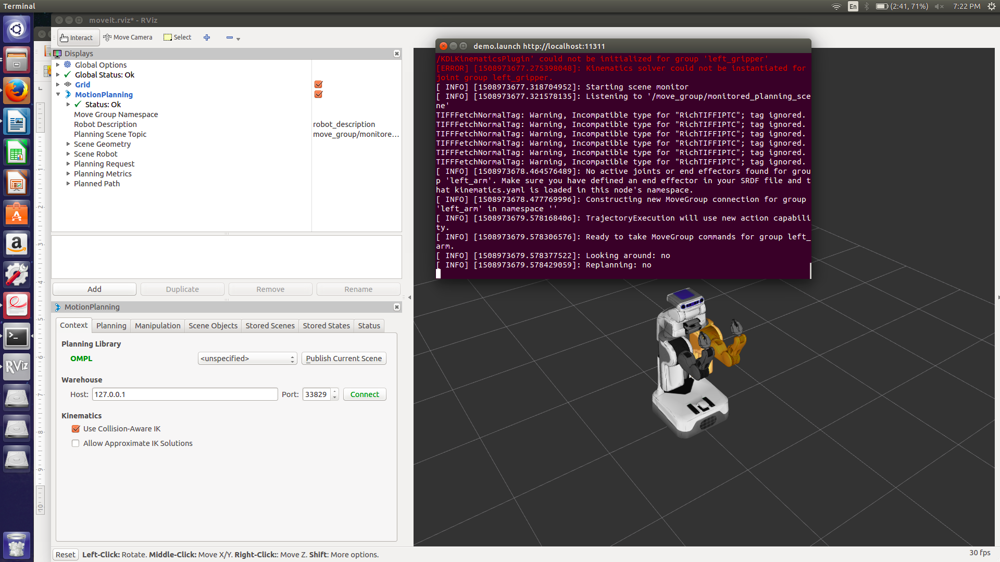 Terminal
En
(2:41, 71%)
7:22 PM
moveit.rviz* - RViz
Interact
Move Camera
Select
Displays
Global Options
Global Status: Ok
Grid
MotionPlanning
Status: Ok
Move Group Namespace
Robot Description
robot_description
Planning Scene Topic
move_group/monitore...
Scene Geometry
Scene Robot
Planning Request
Planning Metrics
Planned Path
Add
Duplicate
Remove
Rename
MotionPlanning
Context
Planning
Manipulation
Scene Objects
Stored Scenes
Stored States
Status
Planning Library
OMPL
<unspecified>
Publish Current Scene
Warehouse
Host:
127.0.0.1
Port:
33829
Connect
Kinematics
Use Collision-Aware IK
Allow Approximate IK Solutions
Reset
Left-Click: Rotate. Middle-Click: Move X/Y. Right-Click:: Move Z. Shift: More options.
30 fps
demo.launch http://localhost:11311
/KDLKinematicsPlugin' could not be initialized for group 'left_gripper'
[ERROR] [1508973677.275398048]: Kinematics solver could not be instantiated for
joint group left_gripper.
[ INFO] [1508973677.318704952]: Starting scene monitor
[ INFO] [1508973677.321578135]: Listening to '/move_group/monitored_planning_sce
ne'
TIFFFetchNormalTag: Warning, Incompatible type for "RichTIFFIPTC"; tag ignored.
TIFFFetchNormalTag: Warning, Incompatible type for "RichTIFFIPTC"; tag ignored.
TIFFFetchNormalTag: Warning, Incompatible type for "RichTIFFIPTC"; tag ignored.
TIFFFetchNormalTag: Warning, Incompatible type for "RichTIFFIPTC"; tag ignored.
TIFFFetchNormalTag: Warning, Incompatible type for "RichTIFFIPTC"; tag ignored.
TIFFFetchNormalTag: Warning, Incompatible type for "RichTIFFIPTC"; tag ignored.
[ INFO] [1508973678.464576489]: No active joints or end effectors found for grou
p 'left_arm'. Make sure you have defined an end effector in your SRDF file and t
hat kinematics.yaml is loaded in this node's namespace.
[ INFO] [1508973678.477769996]: Constructing new MoveGroup connection for group
'left_arm' in namespace ''
[ INFO] [1508973679.578168406]: TrajectoryExecution will use new action capabili
ty.
[ INFO] [1508973679.578306576]: Ready to take MoveGroup commands for group left_
arm.
[ INFO] [1508973679.578377522]: Looking around: no
[ INFO] [1508973679.578429059]: Replanning: no
RViz
1
2
3
4
5
6
7
8
9
10